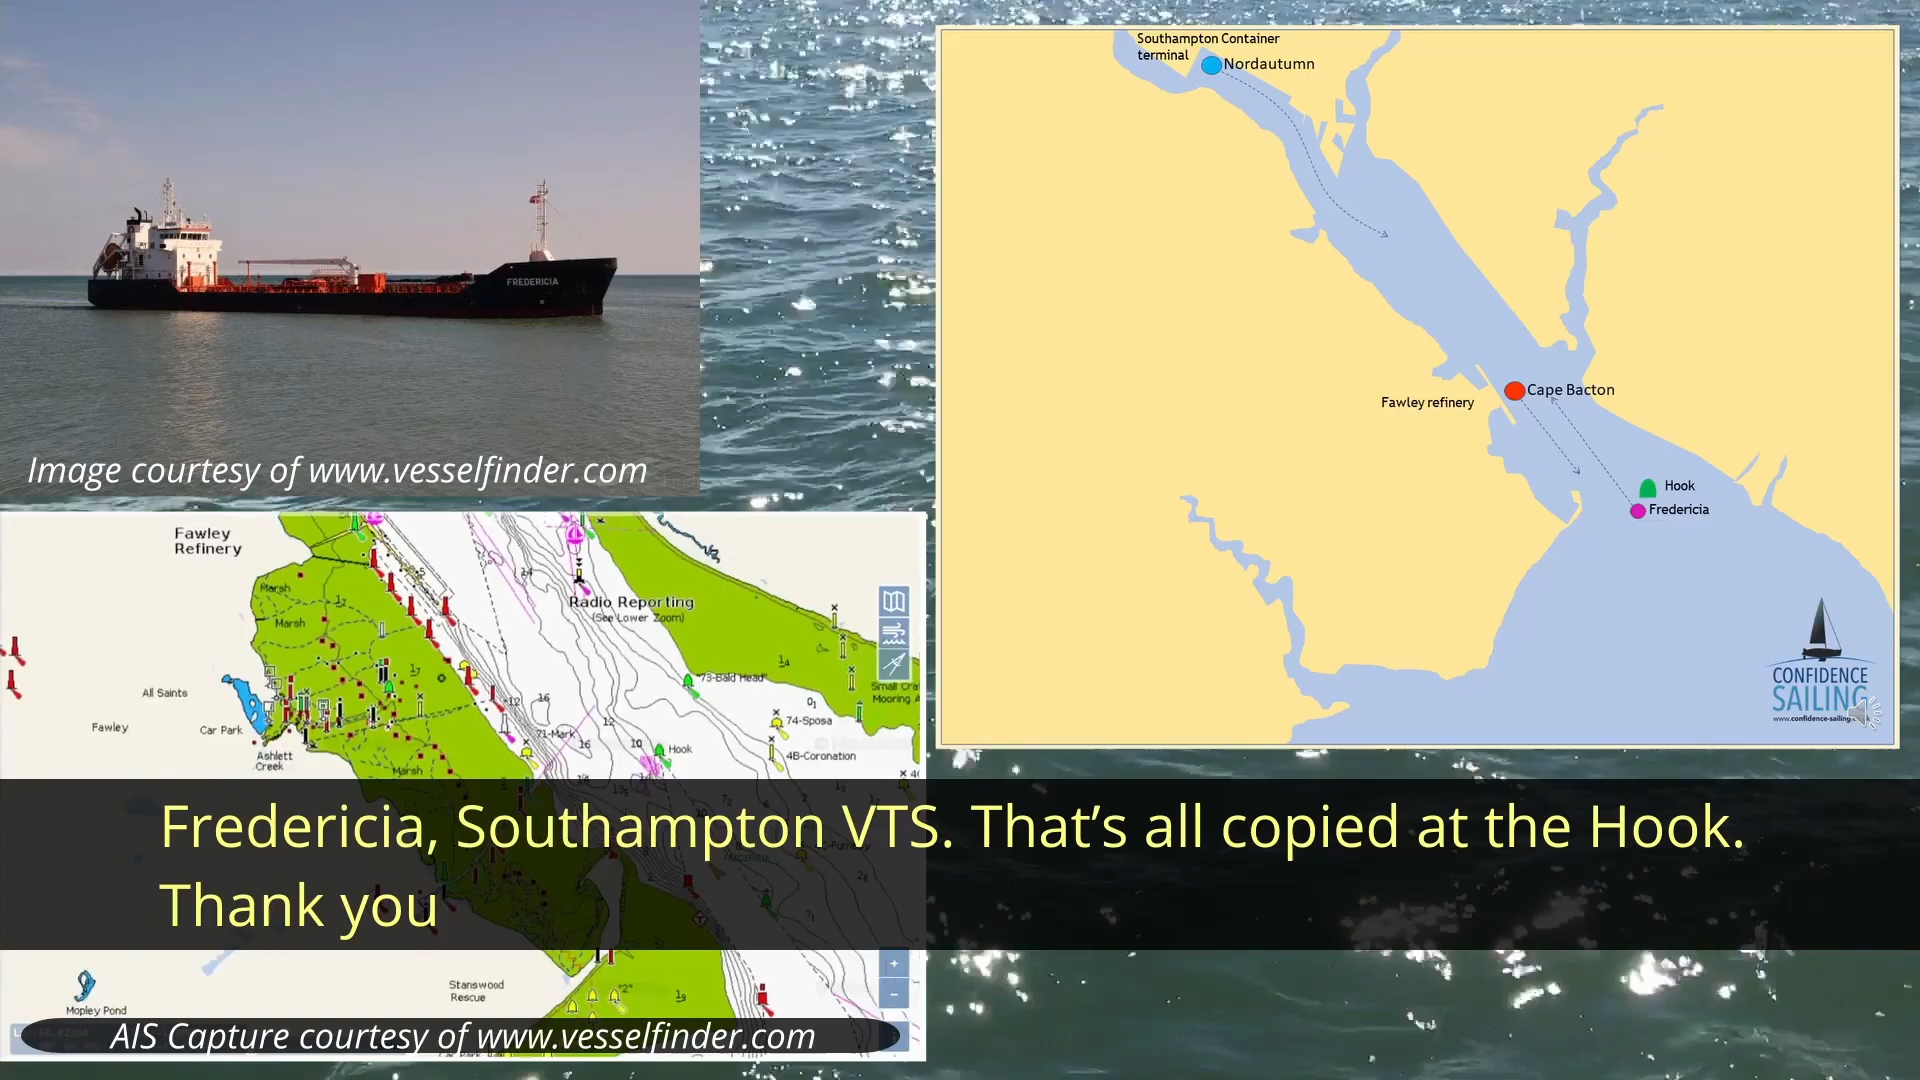 FREDERICIA
Image courtesy of www.vesselfinder.com
Southampton Container
terminal
Nordautumn
Cape Bacton
Fawley refinery
Hook
Fredericia
CONFIDENCE
SAILING
Fawley
Refinery
Marsh
Marsh
Radio Reporting
(See Lower Zoom)
"73-Bald Head"
All Saints
Fawley
Car Park
Ashlett
Creek
Marsh
71-Mark
Hook
74-Sposa
4B-Coronation
Small Cra
Mooring A
Fredericia, Southampton VTS. That’s all copied at the Hook.
Thank you
Stanswood
Rescue
Mopley Pond
"2"
AIS Capture courtesy of www.vesselfinder.com